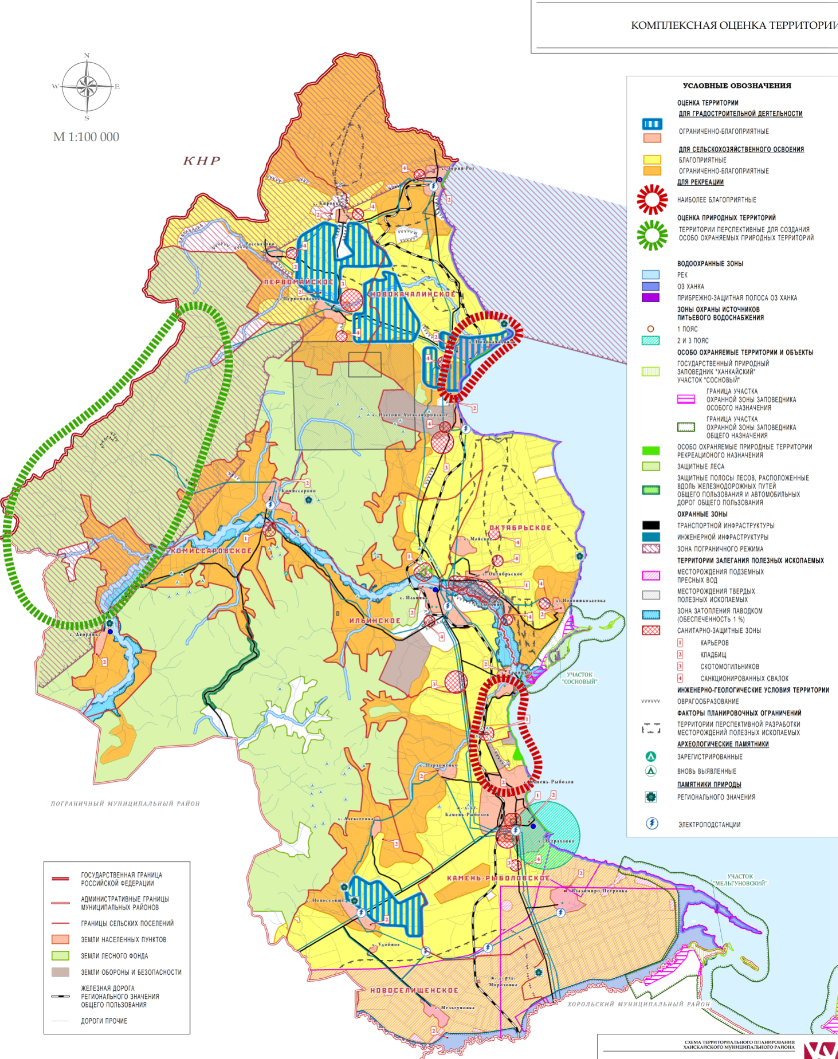 КОМПЛЕКСНАЯ ОЦЕНКА ТЕРРИТОРИИ
N
W
E
S
М 1:100 000
КНР
УСЛОВНЫЕ ОБОЗНАЧЕНИЯ
ОЦЕНКА ТЕРРИТОРИИ
ДЛЯ ГРАДОСТРОИТЕЛЬНОЙ ДЕЯТЕЛЬНОСТИ
ОГРАНИЧЕННО-БЛАГОПРИЯТНЫЕ
ДЛЯ СЕЛЬСКОХОЗЯЙСТВЕННОГО ОСВОЕНИЯ
БЛАГОПРИЯТНЫЕ
ОГРАНИЧЕННО-БЛАГОПРИЯТНЫЕ
ДЛЯ РЕКРЕАЦИИ
НАИБОЛЕЕ БЛАГОПРИЯТНЫЕ
ОЦЕНКА ПРИРОДНЫХ ТЕРРИТОРИЙ
ТЕРРИТОРИИ ПЕРСПЕКТИВНЫЕ ДЛЯ СОЗДАНИЯ
ОСОБО ОХРАНЯЕМЫХ ПРИРОДНЫХ ТЕРРИТОРИЙ
ВОДООХРАННЫЕ ЗОНЫ
РЕК
ОЗ ХАНКА
ПРИБРЕЖНО-ЗАЩИТНАЯ ПОЛОСА ОЗ ХАНКА
ЗОНЫ ОХРАНЫ ИСТОЧНИКОВ
ПИТЬЕВОГО ВОДОСНАБЖЕНИЯ
1 ПОЯС
2 И 3 ПОЯС
ОСОБО ОХРАНЯЕМЫЕ ТЕРРИТОРИИ И ОБЪЕКТЫ
ГОСУДАРСТВЕННЫЙ ПРИРОДНЫЙ
ЗАПОВЕДНИК "ХАНКАЙСКИЙ"
УЧАСТОК "СОСНОВЫЙ"
ГРАНИЦА УЧАСТКА
ОХРАННОЙ ЗОНЫ ЗАПОВЕДНИКА
ОСОБОГО НАЗНАЧЕНИЯ
ГРАНИЦА УЧАСТКА
ОХРАННОЙ ЗОНЫ ЗАПОВЕДНИКА
ОБЩЕГО НАЗНАЧЕНИЯ
ОСОБО ОХРАНЯЕМЫЕ ПРИРОДНЫЕ ТЕРРИТОРИИ
РЕКРЕАЦИОННОГО НАЗНАЧЕНИЯ
ЗАЩИТНЫЕ ЛЕСА
ЗАЩИТНЫЕ ПОЛОСЫ ЛЕСОВ, РАСПОЛОЖЕННЫЕ
ВДОЛЬ ЖЕЛЕЗНОДОРОЖНЫХ ПУТЕЙ
ОБЩЕГО ПОЛЬЗОВАНИЯ И АВТОМОБИЛЬНЫХ
ДОРОГ ОБЩЕГО ПОЛЬЗОВАНИЯ
ОХРАННЫЕ ЗОНЫ
ТРАНСПОРТНОЙ ИНФРАСТРУКТУРЫ
ИНЖЕНЕРНОЙ ИНФРАСТРУКТУРЫ
ЗОНА ПОГРАНИЧНОГО РЕЖИМА
ТЕРРИТОРИИ ЗАЛЕГАНИЯ ПОЛЕЗНЫХ ИСКОПАЕМЫХ
МЕСТОРОЖДЕНИЯ ПОДЗЕМНЫХ
ПРЕСНЫХ ВОД
МЕСТОРОЖДЕНИЯ ТВЕРДЫХ
ПОЛЕЗНЫХ ИСКОПАЕМЫХ
ЗОНА ЗАТОПЛЕНИЯ ПАВОДКОМ
(ОБЕСПЕЧЕННОСТЬ 1 %)
САНИТАРНО-ЗАЩИТНЫЕ ЗОНЫ
КАРЬЕРОВ
КЛАДБИЩ
СКОТОМОГИЛЬНИКОВ
САНКЦИОНИРОВАННЫХ СВАЛОК
ИНЖЕНЕРНО-ГЕОЛОГИЧЕСКИЕ УСЛОВИЯ ТЕРРИТОРИИ
ОВРАГООБРАЗОВАНИЕ
ФАКТОРЫ ПЛАНИРОВОЧНЫХ ОГРАНИЧЕНИЙ
ТЕРРИТОРИИ ПЕРСПЕКТИВНОЙ РАЗРАБОТКИ
МЕСТОРОЖДЕНИЙ ПОЛЕЗНЫХ ИСКОПАЕМЫХ
АРХЕОЛОГИЧЕСКИЕ ПАМЯТНИКИ
ЗАРЕГИСТРИРОВАННЫЕ
ВНОВЬ ВЫЯВЛЕННЫЕ
ПАМЯТНИКИ ПРИРОДЫ
РЕГИОНАЛЬНОГО ЗНАЧЕНИЯ
ЭЛЕКТРОПОДСТАНЦИИ
ПЕРВОМАЙСКОЕ
НОВОКАЧАЛИНСКОЕ
ОКТЯБРЬСКОЕ
КОМИССАРОВСКОЕ
ИЛЬИНСКОЕ
УЧАСТОК
"СОСНОВЫЙ"
ПОГРАНИЧНЫЙ МУНИЦИПАЛЬНЫЙ РАЙОН
КАМЕНЬ-РЫБОЛОВСКОЕ
УЧАСТОК
"МЕЛЬГУНОВСКИЙ"
НОВОСЕЛИЩЕНСКОЕ
ХОРОЛЬСКИЙ МУНИЦИПАЛЬНЫЙ РАЙОН
ГОСУДАРСТВЕННАЯ ГРАНИЦА
РОССИЙСКОЙ ФЕДЕРАЦИИ
АДМИНИСТРАТИВНЫЕ ГРАНИЦЫ
МУНИЦИПАЛЬНЫХ РАЙОНОВ
ГРАНИЦЫ СЕЛЬСКИХ ПОСЕЛЕНИЙ
ЗЕМЛИ НАСЕЛЕННЫХ ПУНКТОВ
ЗЕМЛИ ЛЕСНОГО ФОНДА
ЗЕМЛИ ОБОРОНЫ И БЕЗОПАСНОСТИ
ЖЕЛЕЗНАЯ ДОРОГА
РЕГИОНАЛЬНОГО ЗНАЧЕНИЯ
ОБЩЕГО ПОЛЬЗОВАНИЯ
ДОРОГИ ПРОЧИЕ
СХЕМА ТЕРРИТОРИАЛЬНОГО ПЛАНИРОВАНИЯ
ХАНКАЙСКОГО МУНИЦИПАЛЬНОГО РАЙОНА